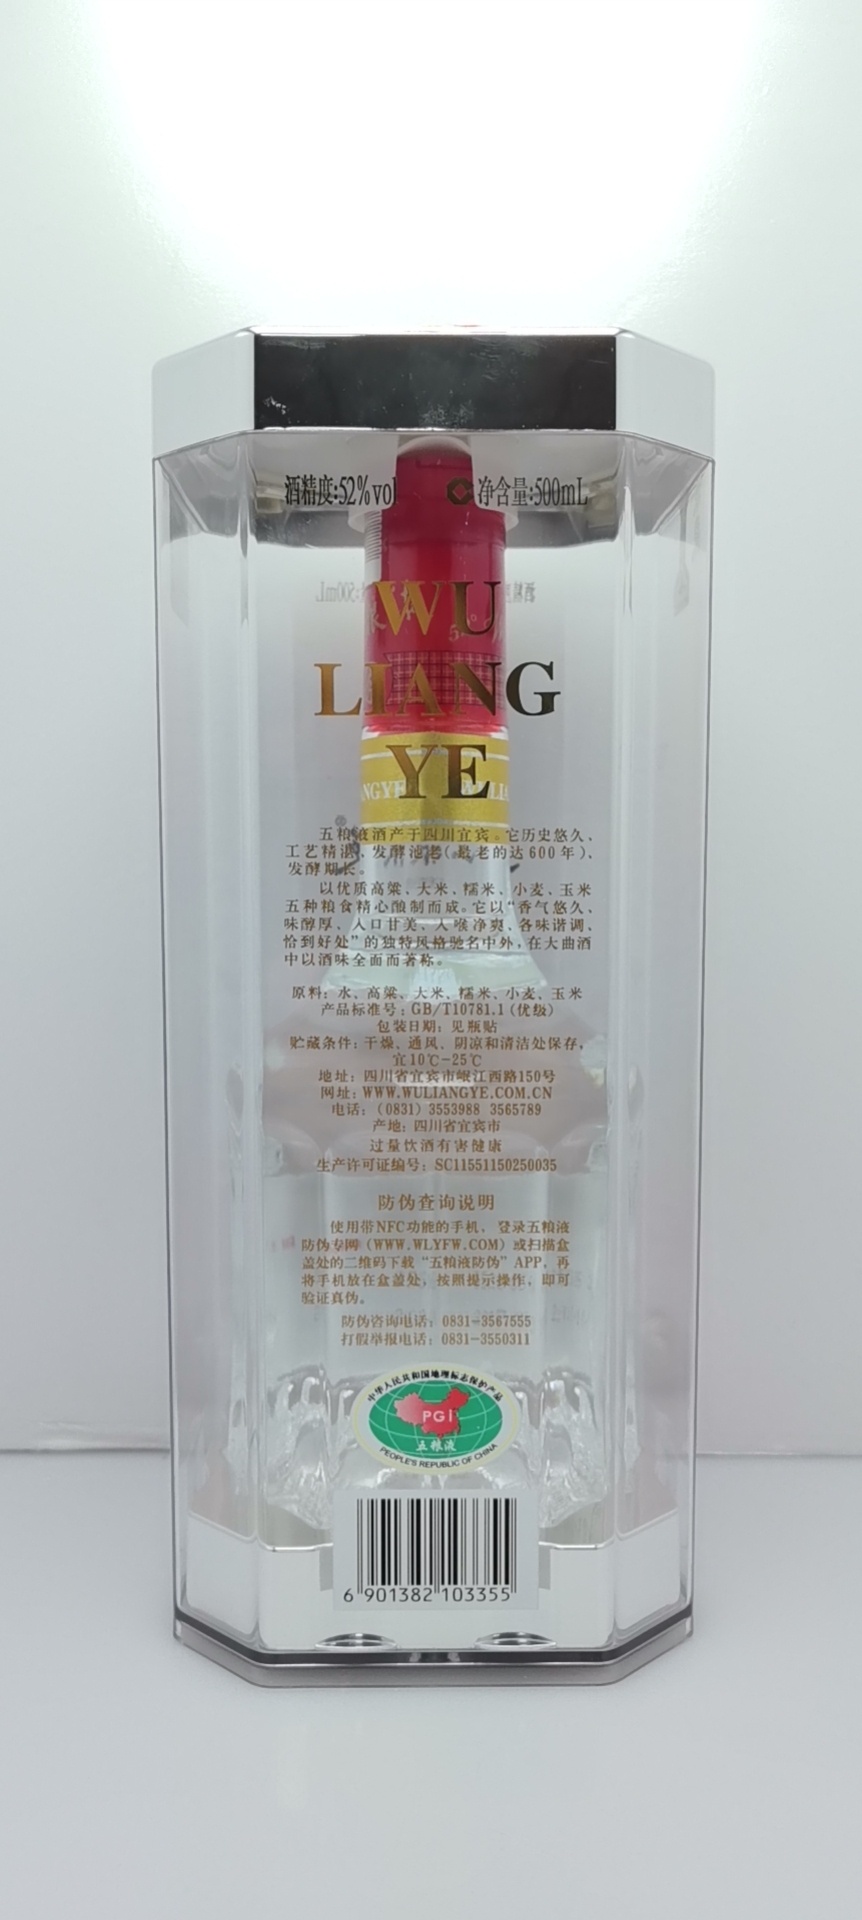 酒精度:52%vol 净含量:500mL
WU
LIANG
YE
五粮液酒产于四川宜宾。它历史悠久、
工艺精湛、发酵池老(最老的达600年)、
发酵期长。
以优质高粱、大米、糯米、小麦、玉米
五种粮食精心酿制而成。它以“香气悠久、
味醇厚、入口甘美、入喉净爽、各味谐调、
恰到好处”的独特风格驰名中外,在大曲酒
中以酒味全面而著称。
原料: 水、高粱、大米、糯米、小麦、玉米
产品标准号: GB/T10781.1(优级)
包装日期: 见瓶贴
贮藏条件: 干燥、通风、阴凉和清洁处保存,
宜10℃-25℃
地址: 四川省宜宾市岷江西路150号
网址: WWW.WULIANGYE.COM.CN
电话: (0831) 3553988 3565789
产地: 四川省宜宾市
过量饮酒有害健康
生产许可证编号: SC11551150250035
防伪查询说明
使用带NFC功能的手机, 登录五粮液
防伪专网 (WWW.WLYFW.COM) 或扫描盒
盖处的二维码下载“五粮液防伪”APP, 再
将手机放在盒盖处, 按照提示操作, 即可
验证真伪。
防伪咨询电话: 0831-3567555
打假举报电话: 0831-3550311
中华人民共和国地理标志保护产品
PGI
五粮液
PEOPLE'S REPUBLIC OF CHINA
6 901382 103355